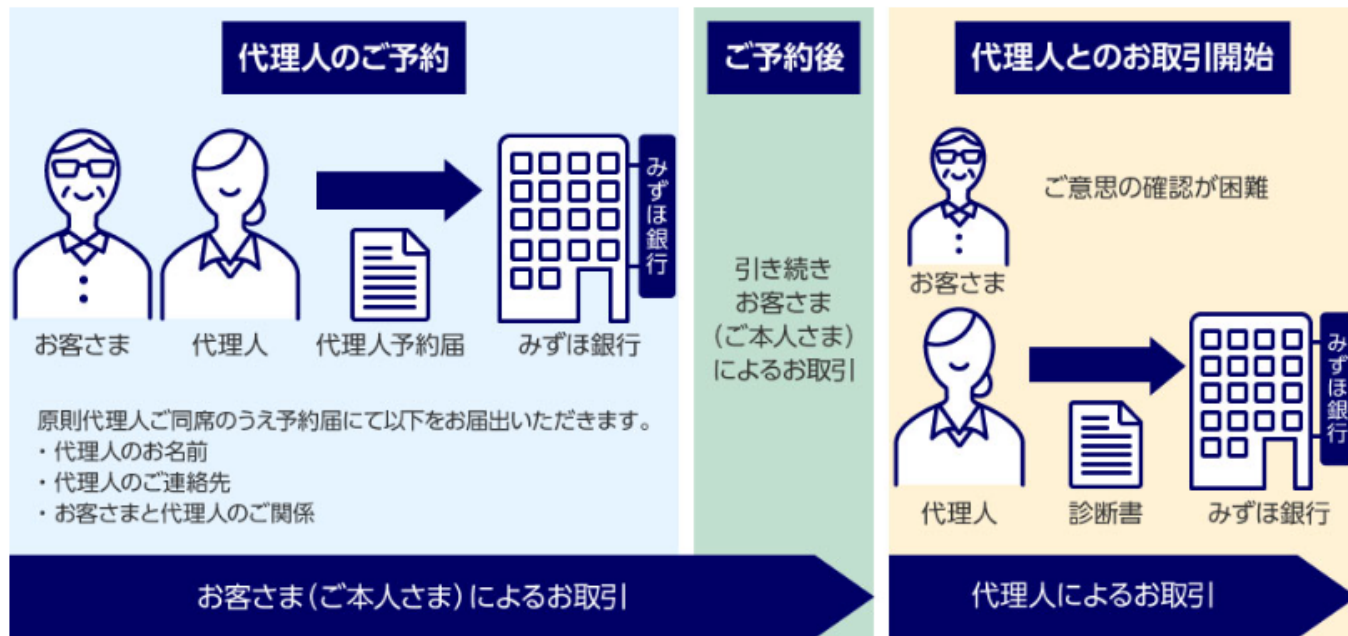 代理人のご予約
みずほ銀行
お客さま
代理人
代理人予約届
みずほ銀行
原則代理人ご同席のうえ予約届にて以下をお届出いただきます。
・代理人のお名前
・代理人のご連絡先
・お客さまと代理人のご関係
ご予約後
引き続き
お客さま
(ご本人さま)
によるお取引
お客さま(ご本人さま)によるお取引
代理人とのお取引開始
ご意思の確認が困難
お客さま
みずほ銀行
代理人
診断書
みずほ銀行
代理人によるお取引